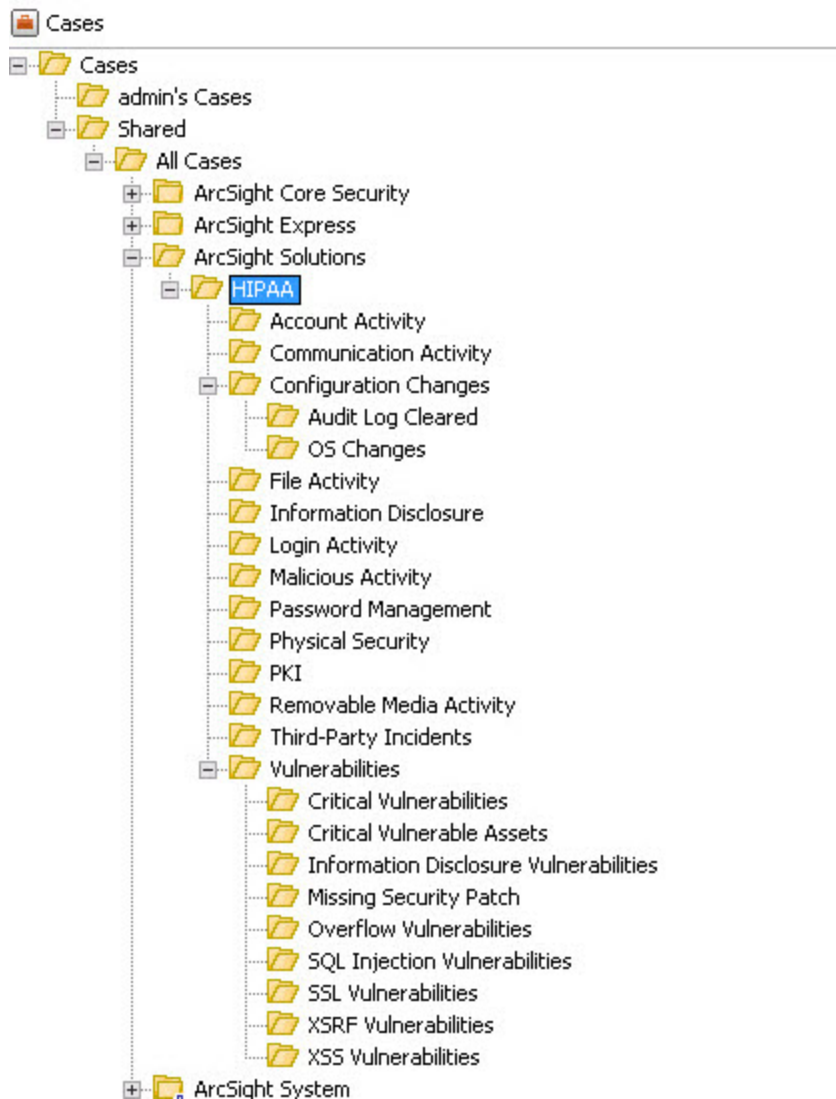 Cases
Cases
admin's Cases
Shared
All Cases
ArcSight Core Security
ArcSight Express
ArcSight Solutions
HIPAA
Account Activity
Communication Activity
Configuration Changes
Audit Log Cleared
OS Changes
File Activity
Information Disclosure
Login Activity
Malicious Activity
Password Management
Physical Security
PKI
Removable Media Activity
Third-Party Incidents
Vulnerabilities
Critical Vulnerabilities
Critical Vulnerable Assets
Information Disclosure Vulnerabilities
Missing Security Patch
Overflow Vulnerabilities
SQL Injection Vulnerabilities
SSL Vulnerabilities
XSRF Vulnerabilities
XSS Vulnerabilities
ArcSight System